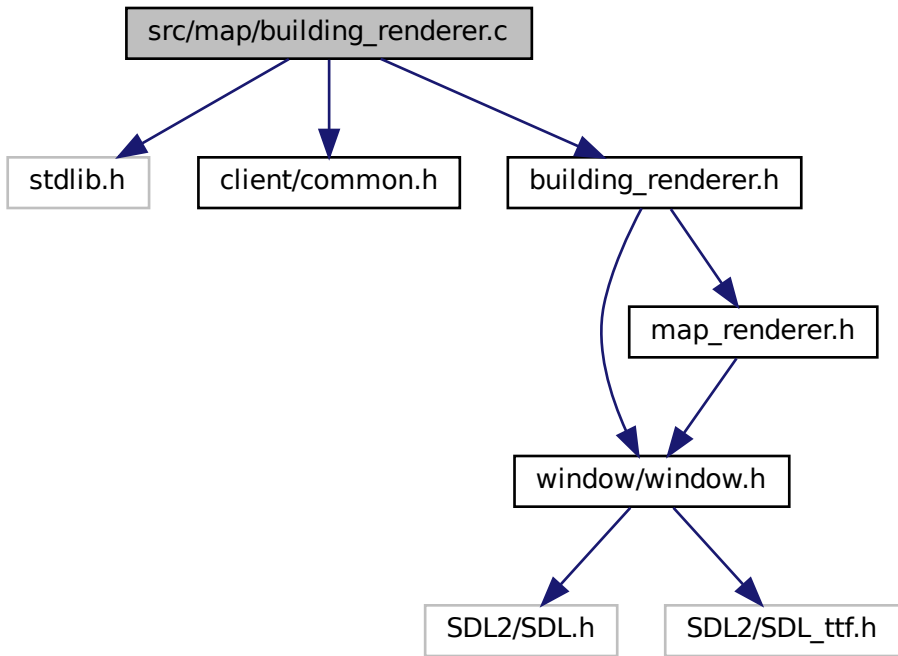 src/map/building_renderer.c
stdlib.h
client/common.h
building_renderer.h
map_renderer.h
window/window.h
SDL2/SDL.h
SDL2/SDL_ttf.h